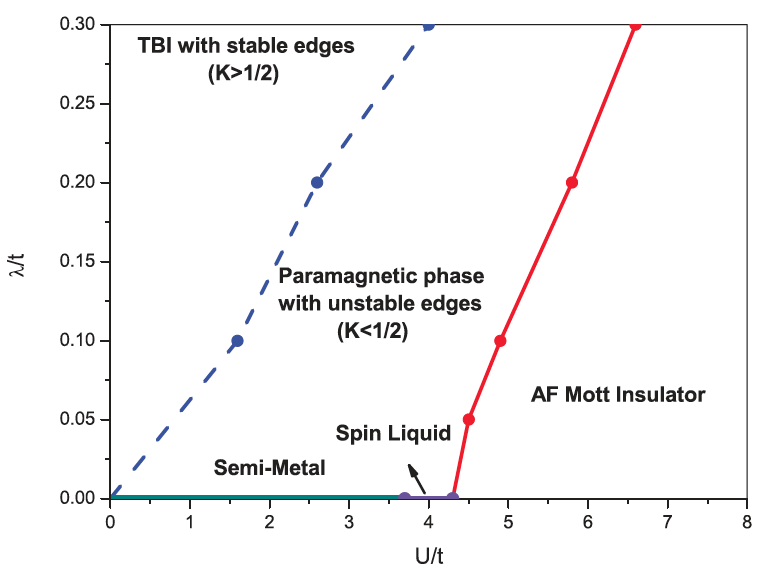 0.30
TBI with stable edges
(K>1/2)
0.25
0.20
λ/t
0.15
Paramagnetic phase
with unstable edges
(K<1/2)
0.10
AF Mott Insulator
0.05
Spin Liquid
Semi-Metal
0.00
0 1 2 3 4 5 6 7 8
U/t